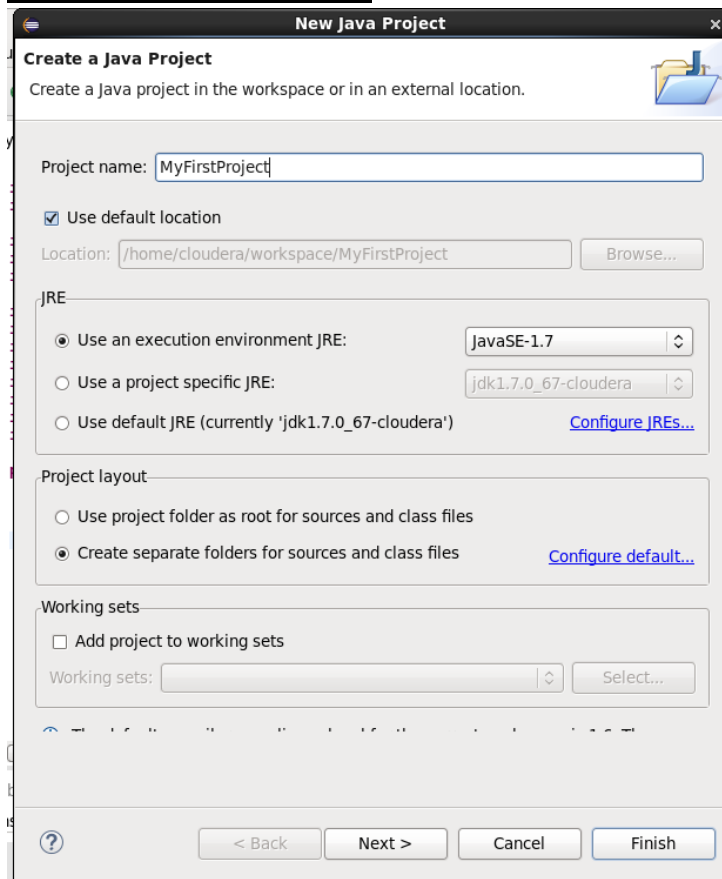 New Java Project
Create a Java Project
Create a Java project in the workspace or in an external location.
Project name: MyFirstProject
Use default location
Location: /home/cloudera/workspace/MyFirstProject Browse...
JRE
Use an execution environment JRE: JavaSE-1.7
Use a project specific JRE: jdk1.7.0_67-cloudera
Use default JRE (currently 'jdk1.7.0_67-cloudera') Configure JREs...
Project layout
Use project folder as root for sources and class files
Create separate folders for sources and class files Configure default...
Working sets
Add project to working sets
Working sets: Select...
? < Back Next > Cancel Finish